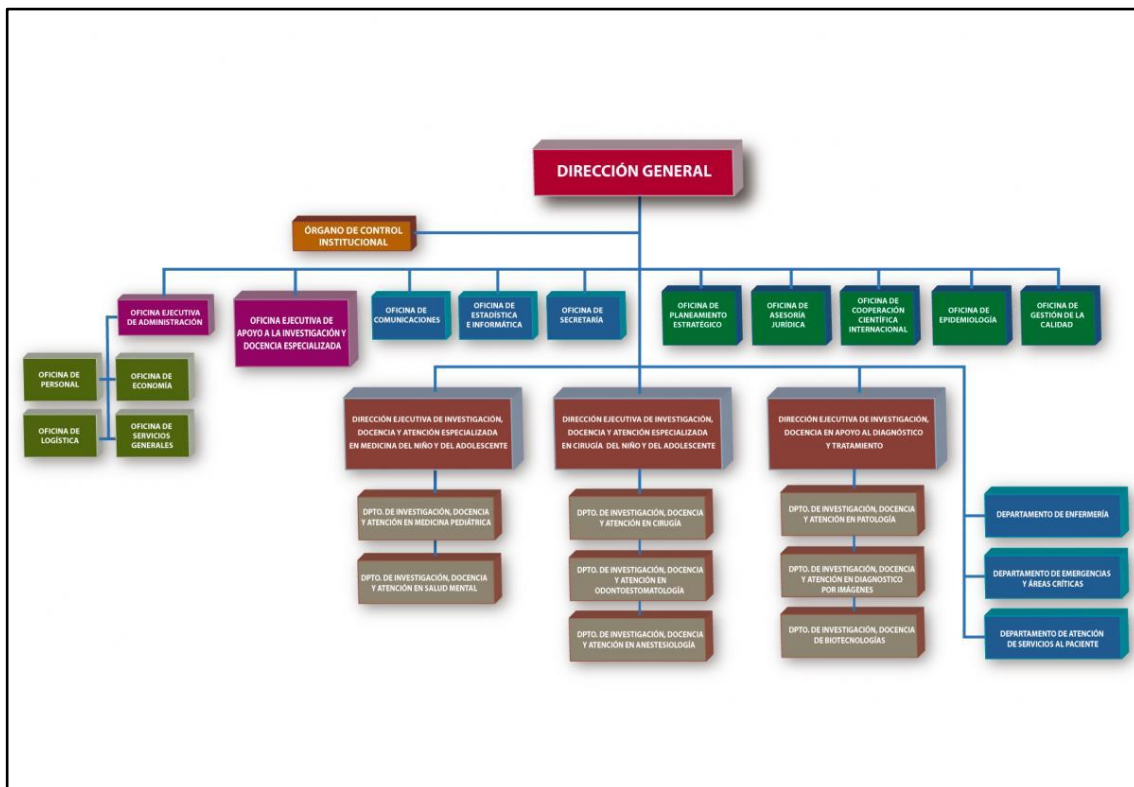 DIRECCIÓN GENERAL
ÓRGANO DE CONTROL
INSTITUCIONAL
OFICINA EJECUTIVA
DE ADMINISTRACIÓN
OFICINA EJECUTIVA DE
APOYO A LA INVESTIGACIÓN Y
DOCENCIA ESPECIALIZADA
OFICINA DE
COMUNICACIONES
OFICINA DE
ESTADÍSTICA
E INFORMÁTICA
OFICINA DE
SECRETARÍA
OFICINA DE
PLANEAMIENTO
ESTRATÉGICO
OFICINA DE
ASESORÍA
JURÍDICA
OFICINA DE
COOPERACIÓN
CIENTÍFICA
INTERNACIONAL
OFICINA DE
EPIDEMIOLOGÍA
OFICINA DE
GESTIÓN DE LA
CALIDAD
OFICINA DE
PERSONAL
OFICINA DE
ECONOMÍA
OFICINA DE
LOGÍSTICA
OFICINA DE
SERVICIOS
GENERALES
DIRECCIÓN EJECUTIVA DE INVESTIGACIÓN,
DOCENCIA Y ATENCIÓN ESPECIALIZADA
EN MEDICINA DEL NIÑO Y DEL ADOLESCENTE
DIRECCIÓN EJECUTIVA DE INVESTIGACIÓN,
DOCENCIA Y ATENCIÓN ESPECIALIZADA
EN CIRUGÍA DEL NIÑO Y DEL ADOLESCENTE
DIRECCIÓN EJECUTIVA DE INVESTIGACIÓN,
DOCENCIA EN APOYO AL DIAGNÓSTICO
Y TRATAMIENTO
DPTO. DE INVESTIGACIÓN, DOCENCIA
Y ATENCIÓN EN MEDICINA PEDIÁTRICA
DPTO. DE INVESTIGACIÓN, DOCENCIA
Y ATENCIÓN EN SALUD MENTAL
DPTO. DE INVESTIGACIÓN, DOCENCIA
Y ATENCIÓN EN CIRUGÍA
DPTO. DE INVESTIGACIÓN, DOCENCIA
Y ATENCIÓN EN
ODONTOESTOMATOLOGÍA
DPTO. DE INVESTIGACIÓN, DOCENCIA
Y ATENCIÓN EN ANESTESIOLOGÍA
DPTO. DE INVESTIGACIÓN, DOCENCIA
Y ATENCIÓN EN PATOLOGÍA
DPTO. DE INVESTIGACIÓN, DOCENCIA
Y ATENCIÓN EN DIAGNOSTICO
POR IMÁGENES
DPTO. DE INVESTIGACIÓN, DOCENCIA
DE BIOTECNOLOGÍAS
DEPARTAMENTO DE ENFERMERÍA
DEPARTAMENTO DE EMERGENCIAS
Y ÁREAS CRÍTICAS
DEPARTAMENTO DE ATENCIÓN
DE SERVICIOS AL PACIENTE